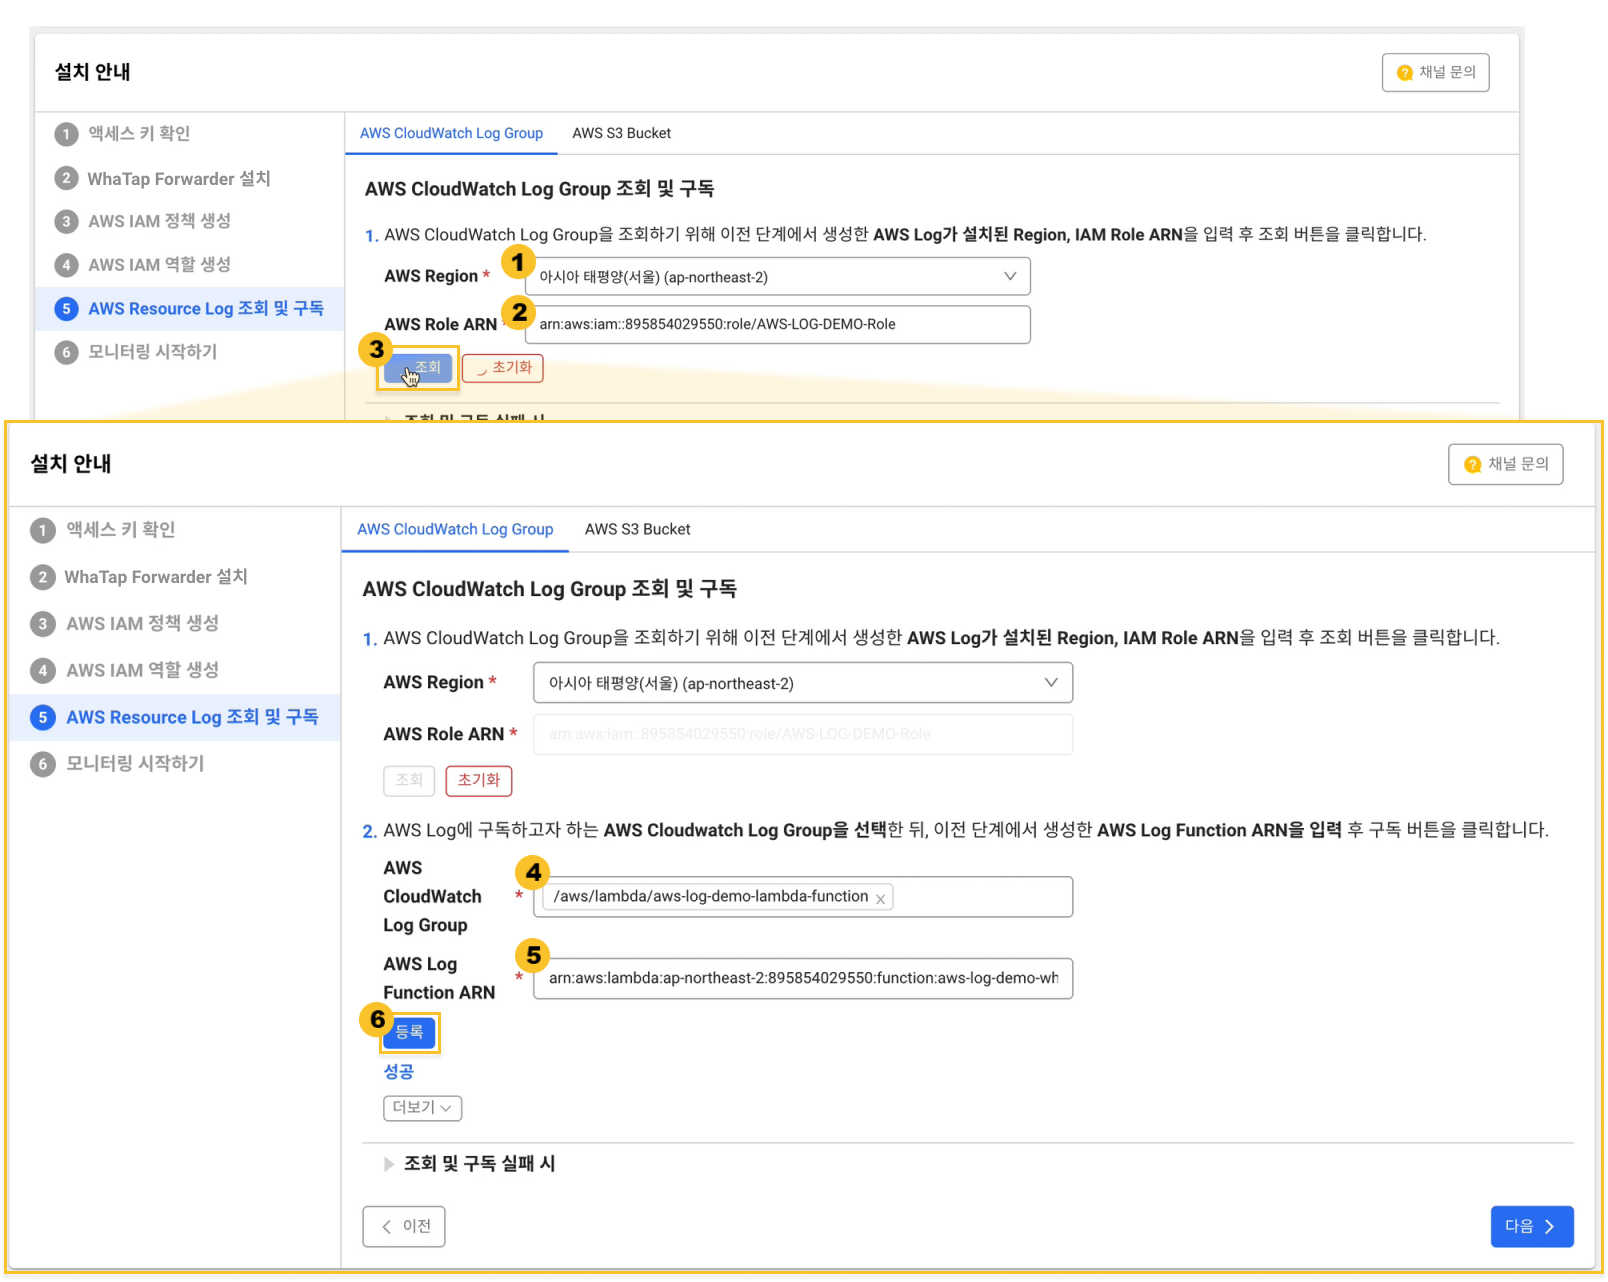 설치 안내
? 채널 문의
1 액세스 키 확인
2 WhaTap Forwarder 설치
3 AWS IAM 정책 생성
4 AWS IAM 역할 생성
5 AWS Resource Log 조회 및 구독
6 모니터링 시작하기
AWS CloudWatch Log Group AWS S3 Bucket
AWS CloudWatch Log Group 조회 및 구독
1. AWS CloudWatch Log Group을 조회하기 위해 이전 단계에서 생성한 AWS Log가 설치된 Region, IAM Role ARN을 입력 후 조회 버튼을 클릭합니다.
AWS Region * 1 아시아 태평양(서울) (ap-northeast-2)
AWS Role ARN 2 arn:aws:iam::895854029550:role/AWS-LOG-DEMO-Role
3 조회 초기화
조회 및 구독 실패 시
설치 안내
? 채널 문의
1 액세스 키 확인
2 WhaTap Forwarder 설치
3 AWS IAM 정책 생성
4 AWS IAM 역할 생성
5 AWS Resource Log 조회 및 구독
6 모니터링 시작하기
AWS CloudWatch Log Group AWS S3 Bucket
AWS CloudWatch Log Group 조회 및 구독
1. AWS CloudWatch Log Group을 조회하기 위해 이전 단계에서 생성한 AWS Log가 설치된 Region, IAM Role ARN을 입력 후 조회 버튼을 클릭합니다.
AWS Region * 아시아 태평양(서울) (ap-northeast-2)
AWS Role ARN * arn:aws:iam::895854029550:role/AWS-LOG-DEMO-Role
조회 초기화
2. AWS Log에 구독하고자 하는 AWS Cloudwatch Log Group을 선택한 뒤, 이전 단계에서 생성한 AWS Log Function ARN을 입력 후 구독 버튼을 클릭합니다.
AWS
CloudWatch
Log Group
* 4 /aws/lambda/aws-log-demo-lambda-function x
AWS Log
Function ARN
* 5 arn:aws:lambda:ap-northeast-2:895854029550:function:aws-log-demo-wh
6 등록
성공
더보기
조회 및 구독 실패 시
이전
다음